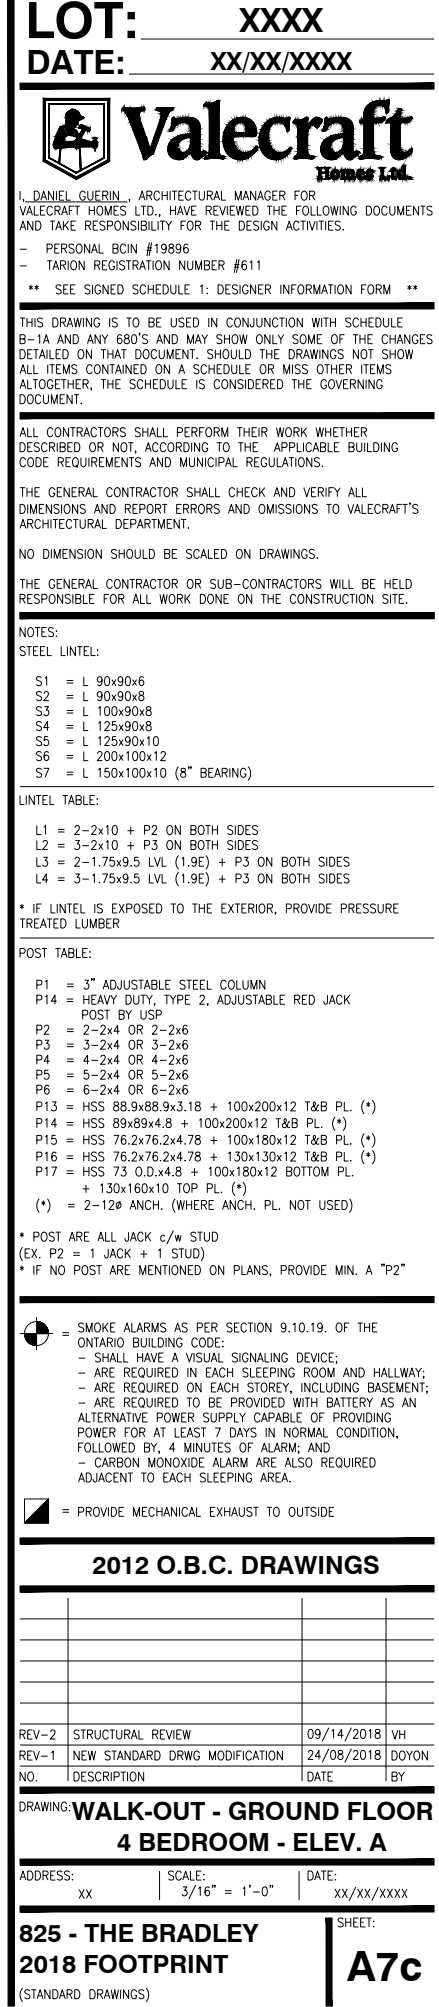 LOT: XXXX
DATE: XX/XX/XXXX
Valecraft
Homes Ltd.
I, DANIEL GUERIN , ARCHITECTURAL MANAGER FOR
VALECRAFT HOMES LTD., HAVE REVIEWED THE FOLLOWING DOCUMENTS
AND TAKE RESPONSIBILITY FOR THE DESIGN ACTIVITIES.
– PERSONAL BCIN #19896
– TARION REGISTRATION NUMBER #611
** SEE SIGNED SCHEDULE 1: DESIGNER INFORMATION FORM **
THIS DRAWING IS TO BE USED IN CONJUNCTION WITH SCHEDULE
B–1A AND ANY 680'S AND MAY SHOW ONLY SOME OF THE CHANGES
DETAILED ON THAT DOCUMENT. SHOULD THE DRAWINGS NOT SHOW
ALL ITEMS CONTAINED ON A SCHEDULE OR MISS OTHER ITEMS
ALTOGETHER, THE SCHEDULE IS CONSIDERED THE GOVERNING
DOCUMENT.
ALL CONTRACTORS SHALL PERFORM THEIR WORK WHETHER
DESCRIBED OR NOT, ACCORDING TO THE APPLICABLE BUILDING
CODE REQUIREMENTS AND MUNICIPAL REGULATIONS.
THE GENERAL CONTRACTOR SHALL CHECK AND VERIFY ALL
DIMENSIONS AND REPORT ERRORS AND OMISSIONS TO VALECRAFT'S
ARCHITECTURAL DEPARTMENT.
NO DIMENSION SHOULD BE SCALED ON DRAWINGS.
THE GENERAL CONTRACTOR OR SUB–CONTRACTORS WILL BE HELD
RESPONSIBLE FOR ALL WORK DONE ON THE CONSTRUCTION SITE.
NOTES:
STEEL LINTEL:
S1 = L 90x90x6
S2 = L 90x90x8
S3 = L 100x90x8
S4 = L 125x90x8
S5 = L 125x90x10
S6 = L 200x100x12
S7 = L 150x100x10 (8" BEARING)
LINTEL TABLE:
L1 = 2–2x10 + P2 ON BOTH SIDES
L2 = 3–2x10 + P3 ON BOTH SIDES
L3 = 2–1.75x9.5 LVL (1.9E) + P3 ON BOTH SIDES
L4 = 3–1.75x9.5 LVL (1.9E) + P3 ON BOTH SIDES
* IF LINTEL IS EXPOSED TO THE EXTERIOR, PROVIDE PRESSURE
TREATED LUMBER
POST TABLE:
P1 = 3" ADJUSTABLE STEEL COLUMN
P14 = HEAVY DUTY, TYPE 2, ADJUSTABLE RED JACK
POST BY USP
P2 = 2–2x4 OR 2–2x6
P3 = 3–2x4 OR 3–2x6
P4 = 4–2x4 OR 4–2x6
P5 = 5–2x4 OR 5–2x6
P6 = 6–2x4 OR 6–2x6
P13 = HSS 88.9x88.9x3.18 + 100x200x12 T&B PL. (*)
P14 = HSS 89x89x4.8 + 100x200x12 T&B PL. (*)
P15 = HSS 76.2x76.2x4.78 + 100x180x12 T&B PL. (*)
P16 = HSS 76.2x76.2x4.78 + 130x130x12 T&B PL. (*)
P17 = HSS 73 O.D.x4.8 + 100x180x12 BOTTOM PL.
+ 130x160x10 TOP PL. (*)
(*) = 2–12ø ANCH. (WHERE ANCH. PL. NOT USED)
* POST ARE ALL JACK c/w STUD
(EX. P2 = 1 JACK + 1 STUD)
* IF NO POST ARE MENTIONED ON PLANS, PROVIDE MIN. A "P2"
= SMOKE ALARMS AS PER SECTION 9.10.19. OF THE
ONTARIO BUILDING CODE:
– SHALL HAVE A VISUAL SIGNALING DEVICE;
– ARE REQUIRED IN EACH SLEEPING ROOM AND HALLWAY;
– ARE REQUIRED ON EACH STOREY, INCLUDING BASEMENT;
– ARE REQUIRED TO BE PROVIDED WITH BATTERY AS AN
ALTERNATIVE POWER SUPPLY CAPABLE OF PROVIDING
POWER FOR AT LEAST 7 DAYS IN NORMAL CONDITION,
FOLLOWED BY, 4 MINUTES OF ALARM; AND
– CARBON MONOXIDE ALARM ARE ALSO REQUIRED
ADJACENT TO EACH SLEEPING AREA.
= PROVIDE MECHANICAL EXHAUST TO OUTSIDE
2012 O.B.C. DRAWINGS
REV–2 STRUCTURAL REVIEW 09/14/2018 VH
REV–1 NEW STANDARD DRWG MODIFICATION 24/08/2018 DOYON
NO. DESCRIPTION DATE BY
DRAWING: WALK-OUT - GROUND FLOOR
4 BEDROOM - ELEV. A
ADDRESS: SCALE: DATE:
XX 3/16" = 1'–0" XX/XX/XXXX
825 - THE BRADLEY
2018 FOOTPRINT
(STANDARD DRAWINGS)
SHEET:
A7c